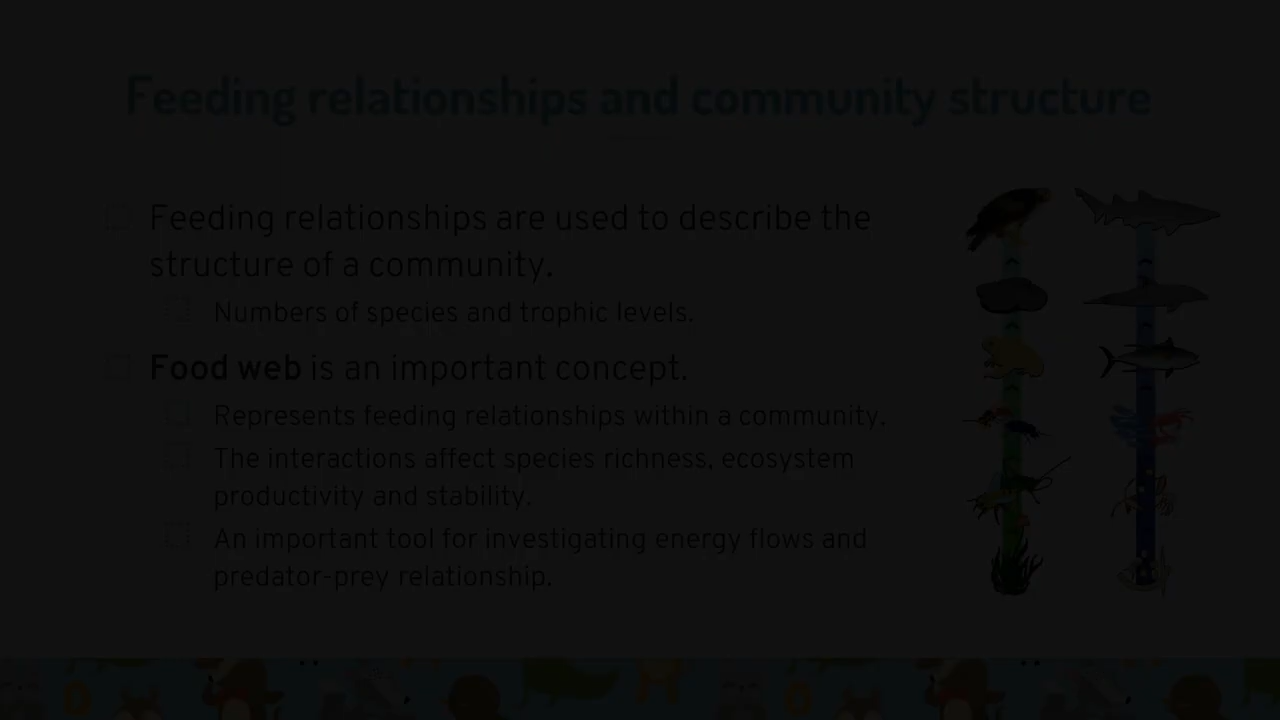 Feeding relationships and community structure
Feeding relationships are used to describe the
structure of a community.
Numbers of species and trophic levels.
Food web is an important concept.
Represents feeding relationships within a community.
The interactions affect species richness, ecosystem
productivity and stability.
An important tool for investigating energy flows and
predator-prey relationship.